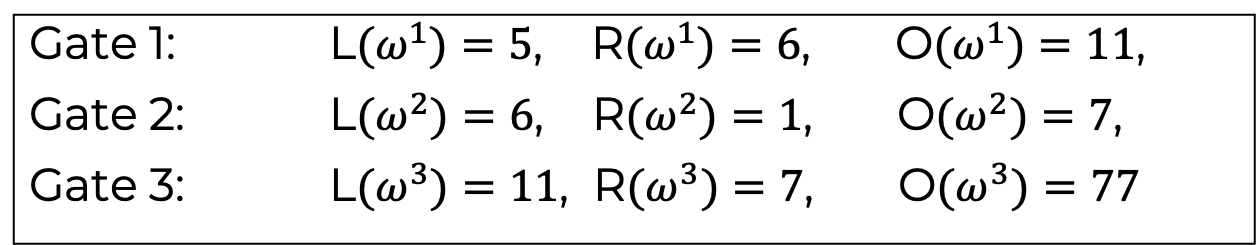 Gate 1: L(ω¹) = 5, R(ω¹) = 6, O(ω¹) = 11,
Gate 2: L(ω²) = 6, R(ω²) = 1, O(ω²) = 7,
Gate 3: L(ω³) = 11, R(ω³) = 7, O(ω³) = 77